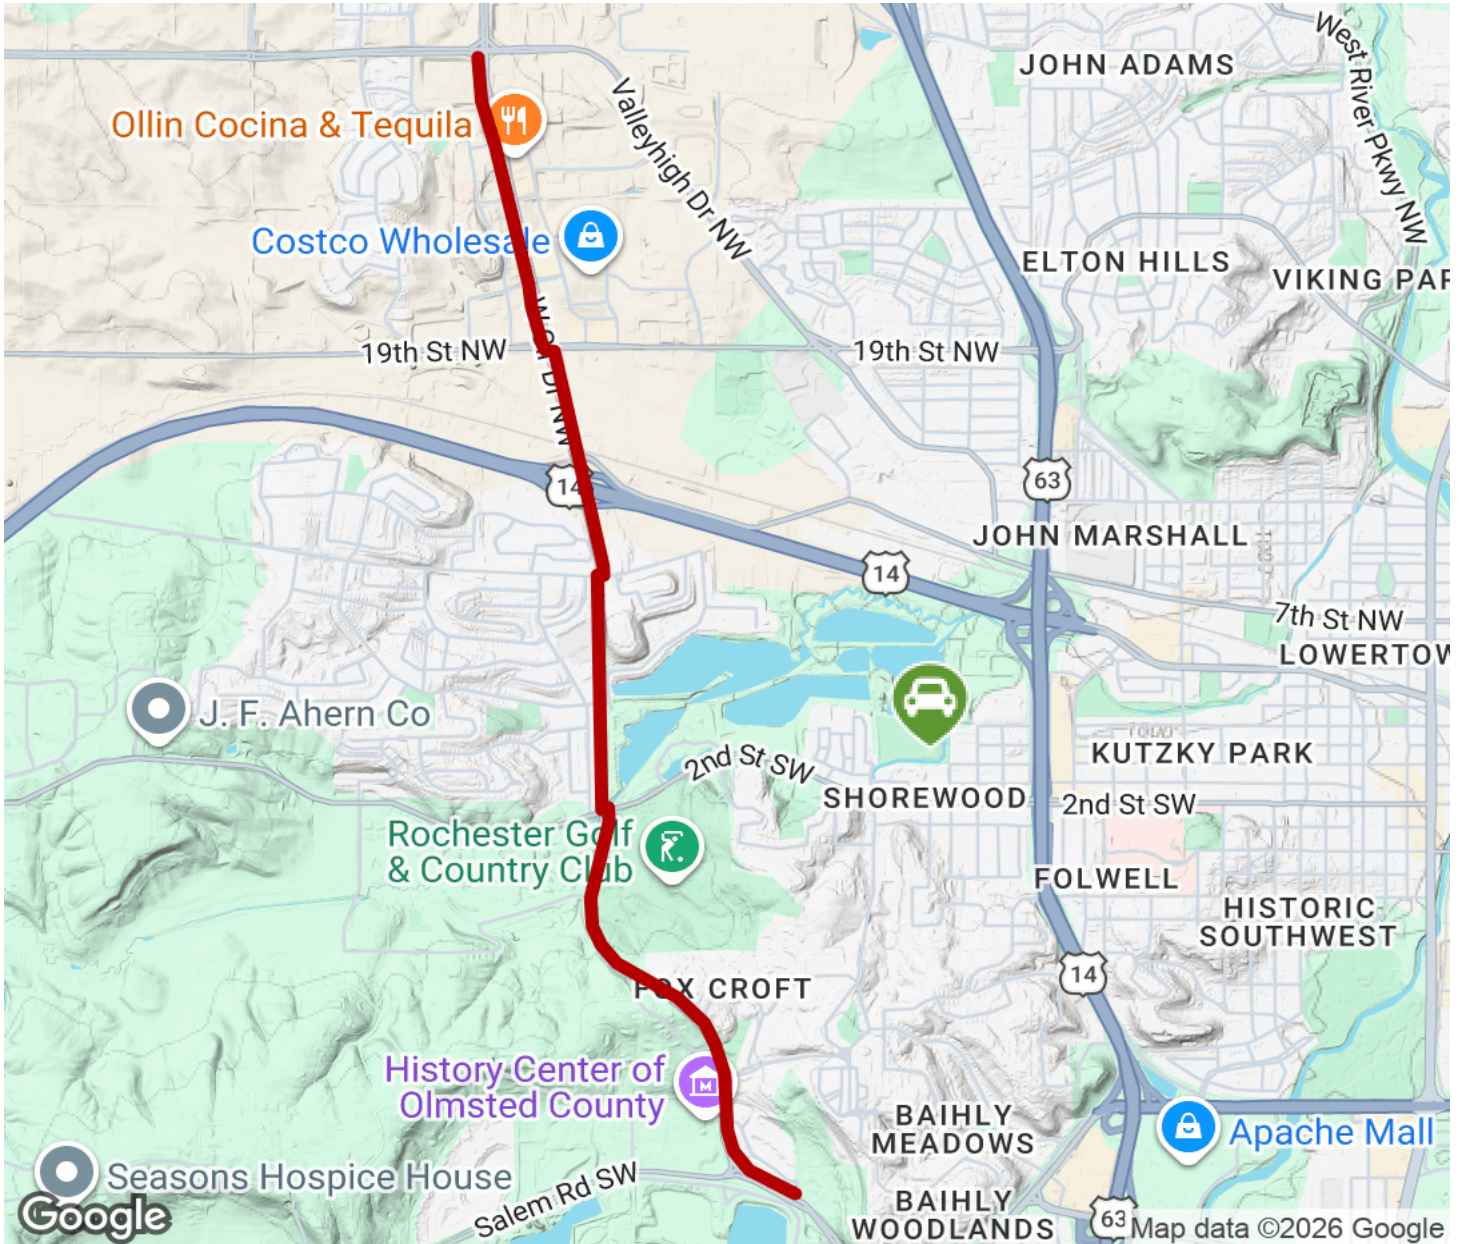 West River Pkwy NW
JOHN ADAMS
Valleyhigh Dr NW
Ollin Cocina & Tequila
Costco Wholesale
ELTON HILLS
VIKING PAR
19th St NW
19th St NW
14
63
JOHN MARSHALL
14
7th St NW
LOWERTOW
J. F. Ahern Co
2nd St SW
KUTZKY PARK
SHOREWOOD
2nd St SW
Rochester Golf
& Country Club
FOLWELL
HISTORIC
SOUTHWEST
14
FOX CROFT
History Center of
Olmsted County
BAIHLY
MEADOWS
Apache Mall
Seasons Hospice House
Salem Rd SW
BAIHLY
WOODLANDS
63
Google
Map data ©2026 Google